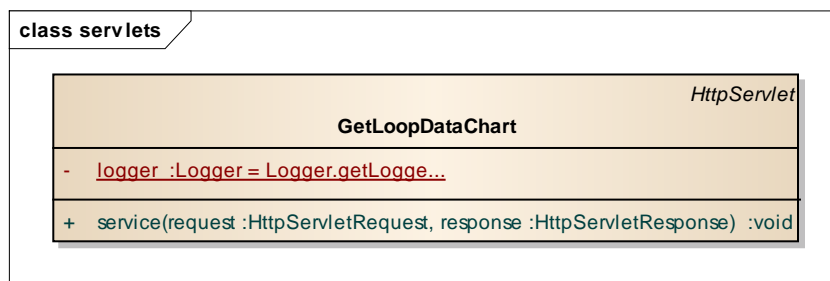 class servlets
HttpServlet
GetLoopDataChart
- logger :Logger = Logger.getLogge...
+ service(request :HttpServletRequest, response :HttpServletResponse) :void